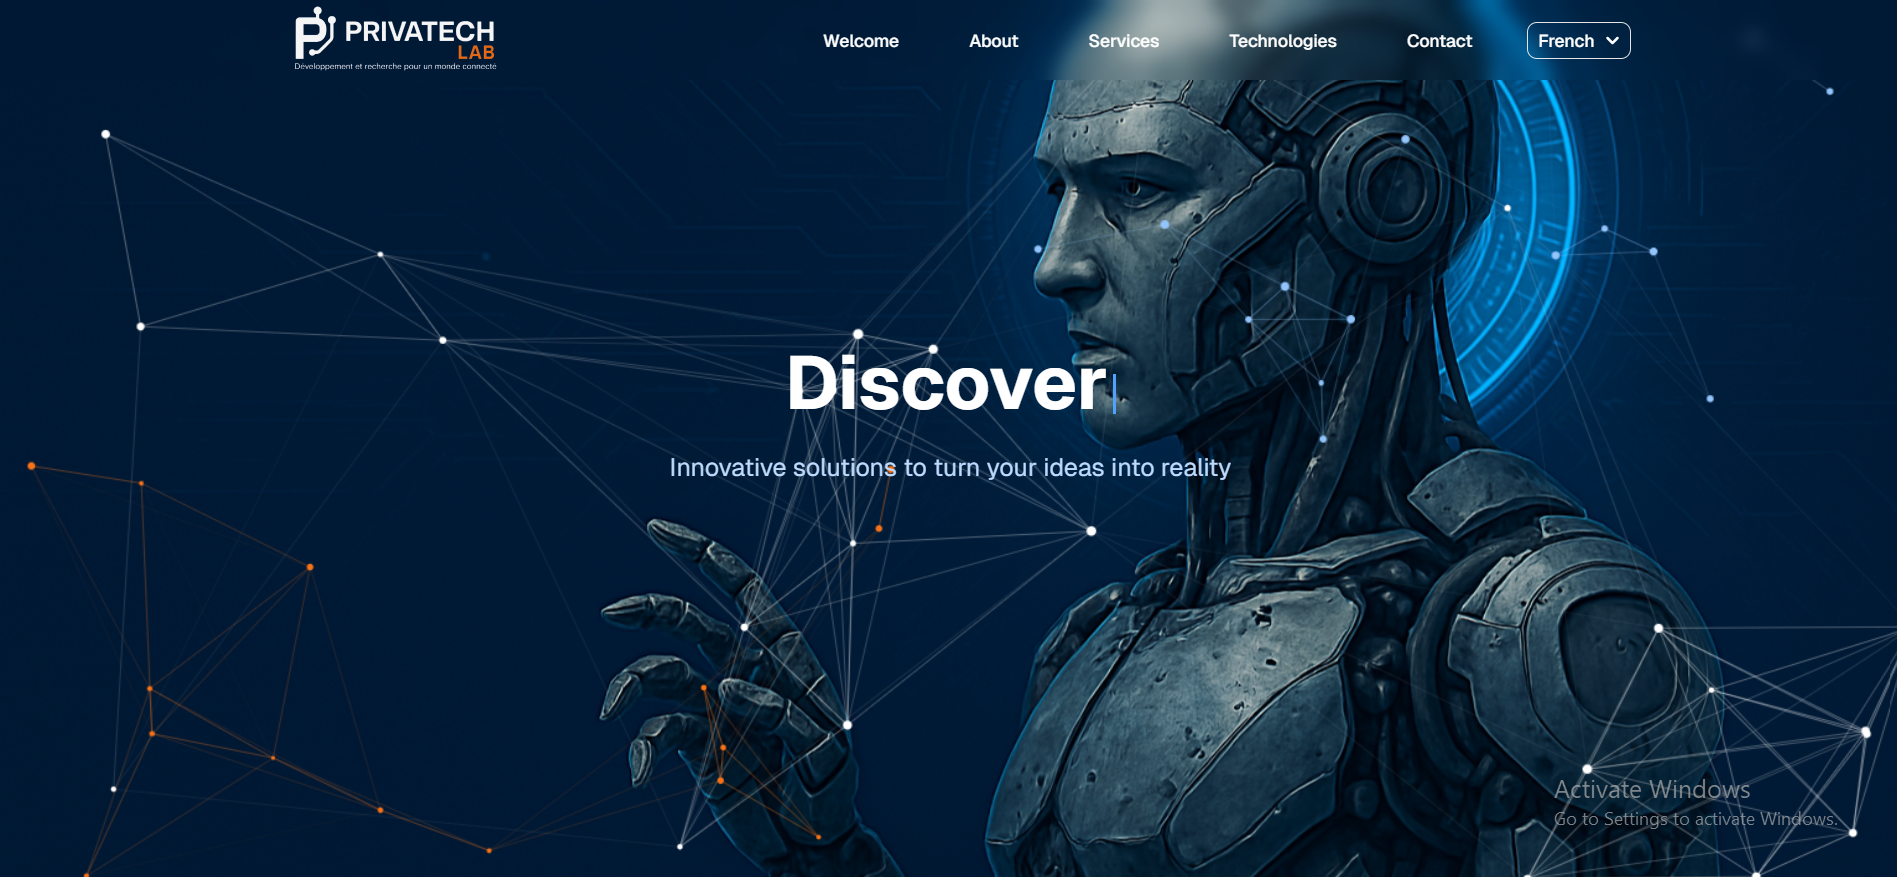 PRIVATECH
LAB
Développement et recherche pour un monde connecté
Welcome About Services Technologies Contact French
Discover
Innovative solutions to turn your ideas into reality
Activate Windows
Go to Settings to activate Windows.